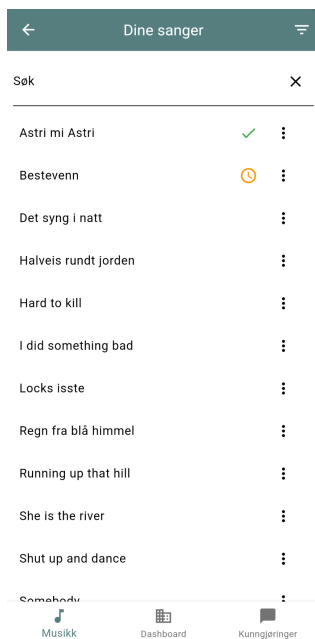 Dine sanger
Søk
Astri mi Astri
Bestevenn
Det syng i natt
Halveis rundt jorden
Hard to kill
I did something bad
Locks isste
Regn fra blå himmel
Running up that hill
She is the river
Shut up and dance
Somebody
Musikk
Dashboard
Kunngjøringer